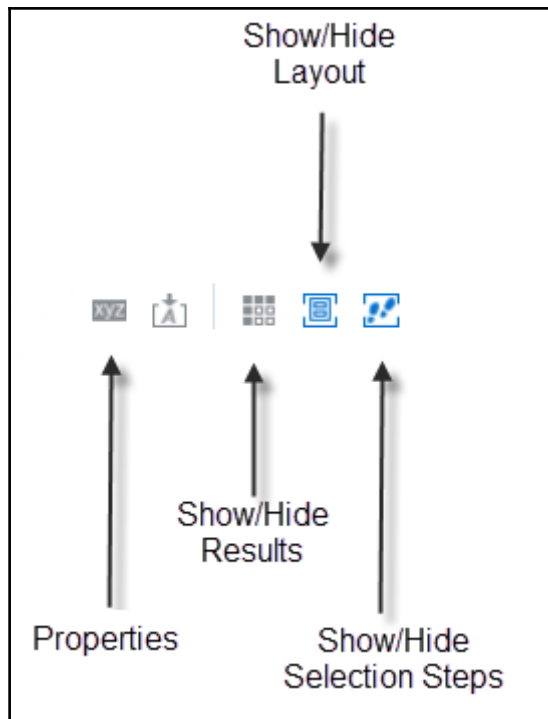 Show/Hide
Layout
xyz
A
Show/Hide
Results
Properties
Show/Hide
Selection Steps